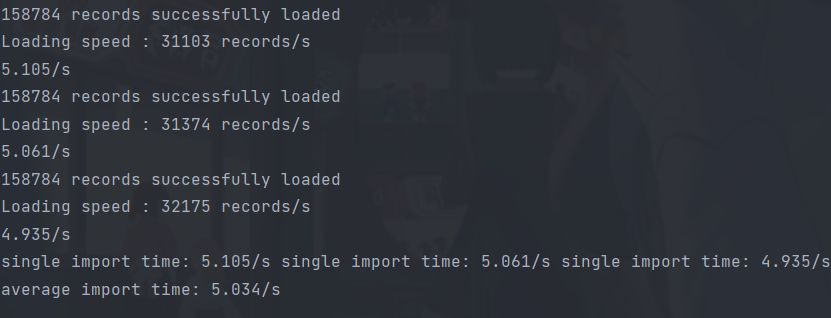 158784 records successfully loaded
Loading speed : 31103 records/s
5.105/s
158784 records successfully loaded
Loading speed : 31374 records/s
5.061/s
158784 records successfully loaded
Loading speed : 32175 records/s
4.935/s
single import time: 5.105/s single import time: 5.061/s single import time: 4.935/s
average import time: 5.034/s